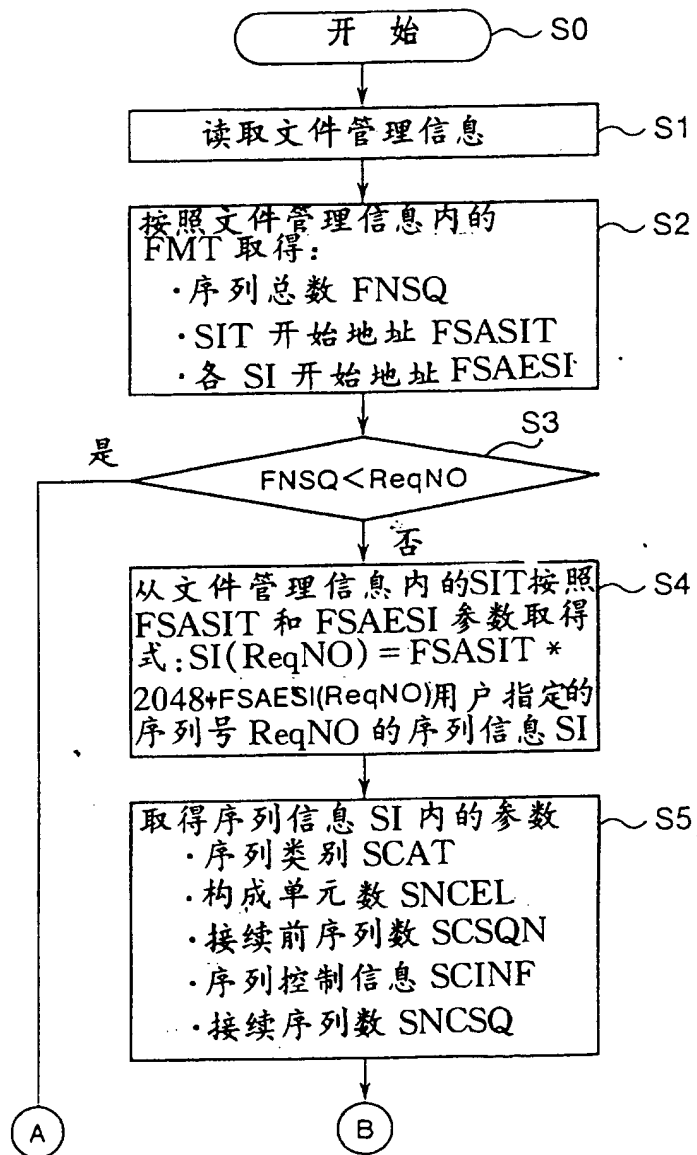 开 始
S0
读取文件管理信息
S1
按照文件管理信息内的
FMT 取得:
·序列总数 FNSQ
·SIT 开始地址 FSASIT
·各 SI 开始地址 FSAESI
S2
S3
是
FNSQ<ReqNO
否
从文件管理信息内的SIT按照
FSASIT 和 FSAESI 参数取得
式:SI(ReqNO)=FSASIT *
2048+FSAESI(ReqNO)用户指定的
序列号 ReqNO 的序列信息 SI
S4
取得序列信息 SI 内的参数
·序列类别 SCAT
·构成单元数 SNCEL
·接续前序列数 SCSQN
·序列控制信息 SCINF
·接续序列数 SNCSQ
S5
A
B